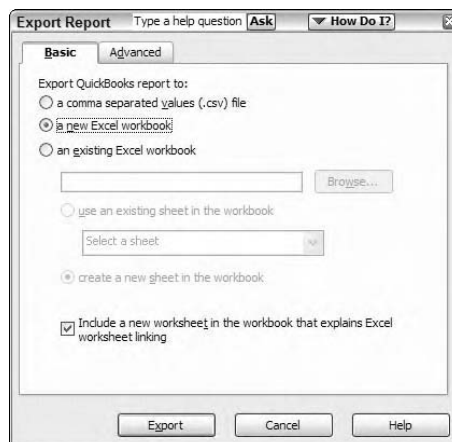 Export Report Type a help question Ask How Do I?
Basic Advanced
Export QuickBooks report to:
a comma separated values (.csv) file
a new Excel workbook
an existing Excel workbook
Browse...
use an existing sheet in the workbook
Select a sheet
create a new sheet in the workbook
Include a new worksheet in the workbook that explains Excel
worksheet linking
Export Cancel Help